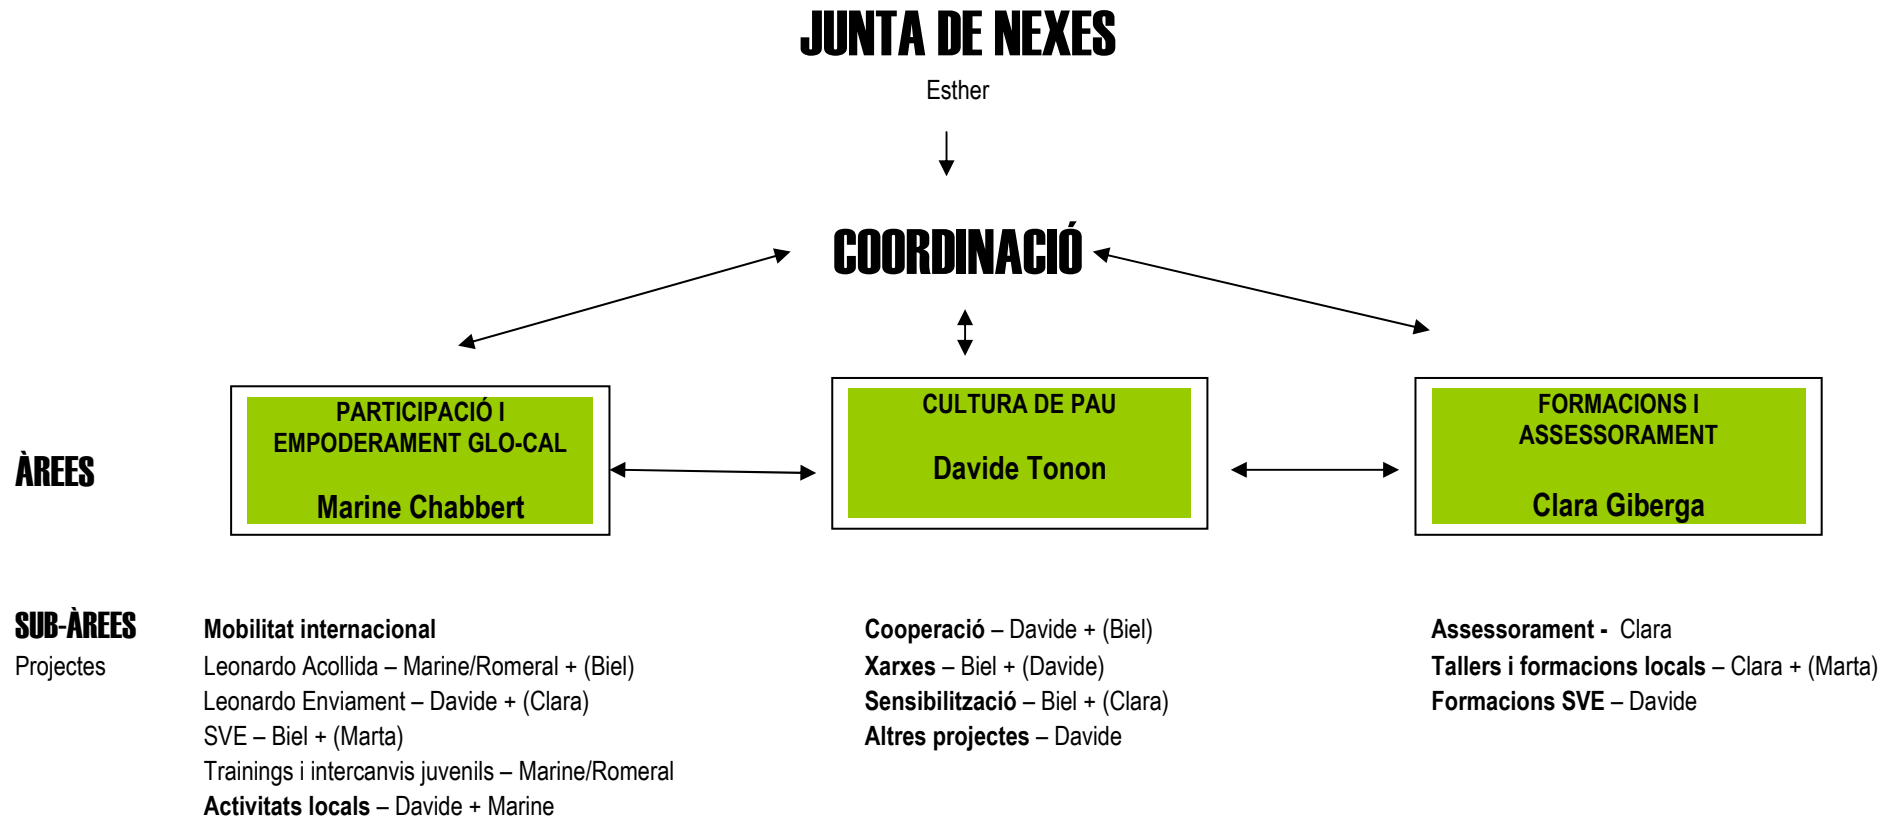 JUNTA DE NEXES
Esther
COORDINACIÓ
ÀREES
PARTICIPACIÓ I
EMPODERAMENT GLO-CAL
Marine Chabbert
CULTURA DE PAU
Davide Tonon
FORMACIONS I
ASSESSORAMENT
Clara Giberga
SUB-ÀREES
Projectes
Mobilitat internacional
Leonardo Acollida – Marine/Romeral + (Biel)
Leonardo Enviament – Davide + (Clara)
SVE – Biel + (Marta)
Trainings i intercanvis juvenils – Marine/Romeral
Activitats locals – Davide + Marine
Cooperació – Davide + (Biel)
Xarxes – Biel + (Davide)
Sensibilització – Biel + (Clara)
Altres projectes – Davide
Assessorament - Clara
Tallers i formacions locals – Clara + (Marta)
Formacions SVE – Davide